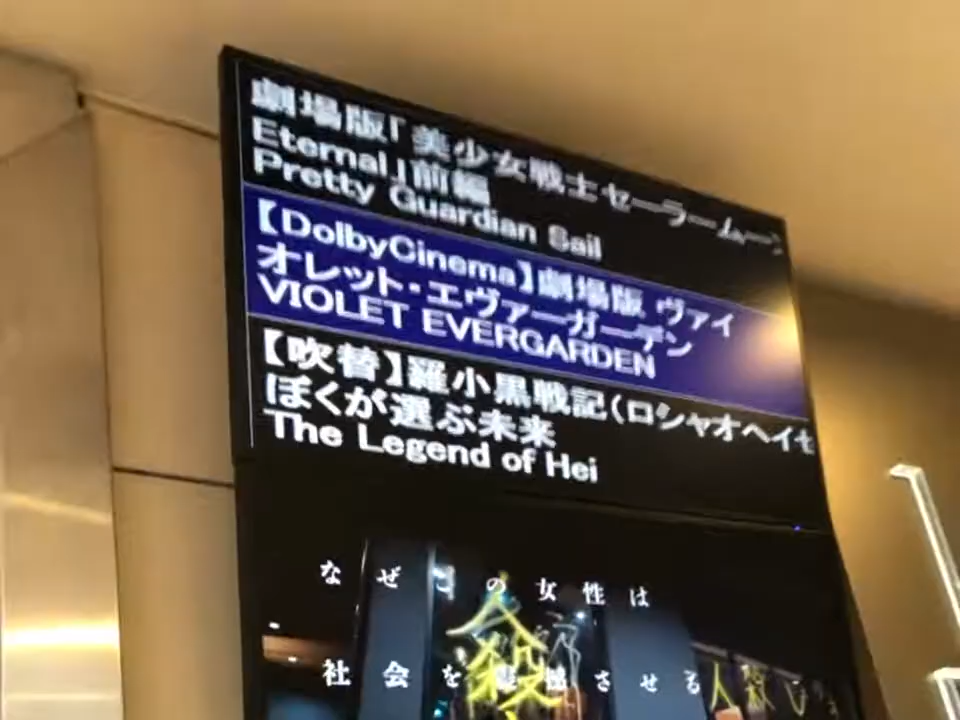 劇場版「美少女戦士セーラームーン
Eternal」前編
Pretty Guardian Sail
【DolbyCinema】劇場版 ヴァイ
オレット・エヴァーガーデン
VIOLET EVERGARDEN
【吹替】羅小黒戦記(ロシャオヘイセ
ぼくが選ぶ未来
The Legend of Hei
なぜこの女性は
社会を させる